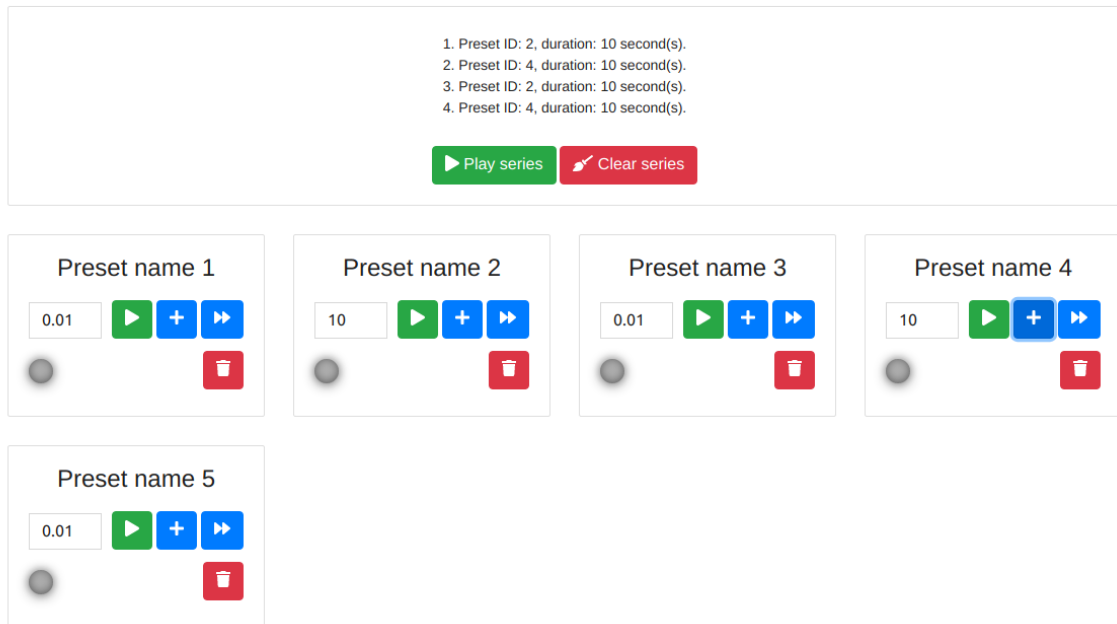 1. Preset ID: 2, duration: 10 second(s).
2. Preset ID: 4, duration: 10 second(s).
3. Preset ID: 2, duration: 10 second(s).
4. Preset ID: 4, duration: 10 second(s).
Play series Clear series
Preset name 1
0.01
Preset name 2
10
Preset name 3
0.01
Preset name 4
10
Preset name 5
0.01